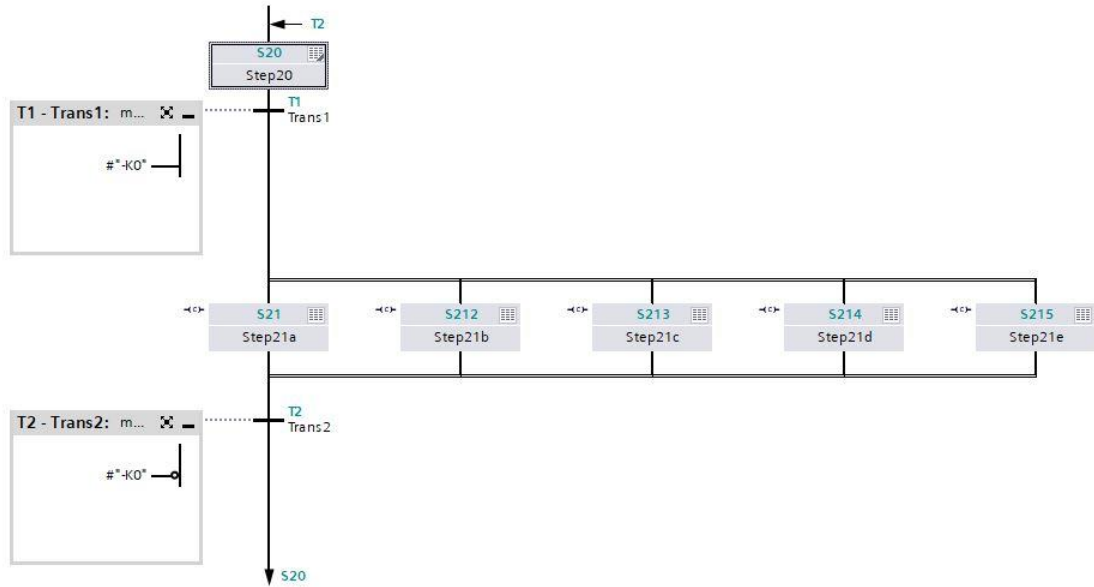 T2
S20
Step20
T1
Trans1
T1 - Trans1: m...
#"-K0"
-(c)- S21 -(c)- S212 -(c)- S213 -(c)- S214 -(c)- S215
Step21a Step21b Step21c Step21d Step21e
T2
Trans2
T2 - Trans2: m...
#"-K0"
S20